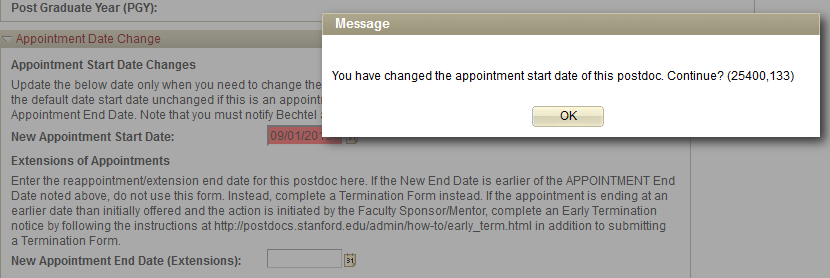 Post Graduate Year (PGY):
Appointment Date Change
Message
You have changed the appointment start date of this postdoc. Continue? (25400,133)
OK
Appointment Start Date Changes
Update the below date only when you need to change the
the default date start date unchanged if this is an appoint
Appointment End Date. Note that you must notify Bechtel
New Appointment Start Date:
09/01/20
31
Extensions of Appointments
Enter the reappointment/extension end date for this postdoc here. If the New End Date is earlier of the APPOINTMENT End
Date noted above, do not use this form. Instead, complete a Termination Form instead. If the appointment is ending at an
earlier date than initially offered and the action is initiated by the Faculty Sponsor/Mentor, complete an Early Termination
notice by following the instructions at http://postdocs.stanford.edu/admin/how-to/early_term.html in addition to submitting
a Termination Form.
New Appointment End Date (Extensions):
31